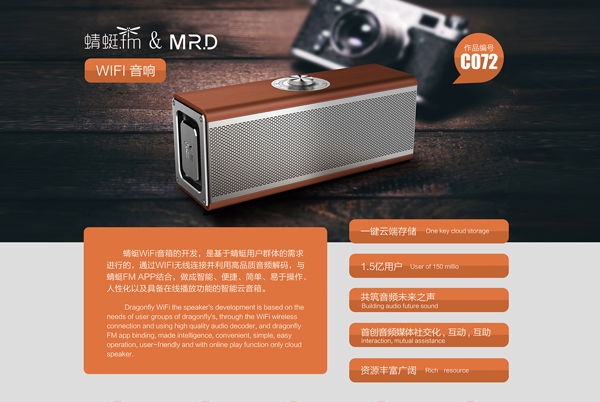 蜻蜓fm & MR.D
WIFI 音响
作品编号
C072
蜻蜓WiFi音箱的开发，是基于蜻蜓用户群体的需求
进行的，通过WIFI无线连接并利用高品质音频解码，与
蜻蜓FM APP结合，做成智能、便捷、简单、易于操作、
人性化以及具备在线播放功能的智能云音箱。
Dragonfly WiFi the speaker's development is based on the
needs of user groups of dragonfly's, through the WiFi wireless
connection and using high quality audio decoder, and dragonfly
FM app binding, made intelligence, convenient, simple, easy
operation, user-friendly and with online play function only cloud
speaker.
一键云端存储 One key cloud storage
1.5亿用户 User of 150 millio
共筑音频未来之声
Building audio future sound
首创音频媒体社交化，互动，互助
Interaction, mutual assistance
资源丰富广阔 Rich resource